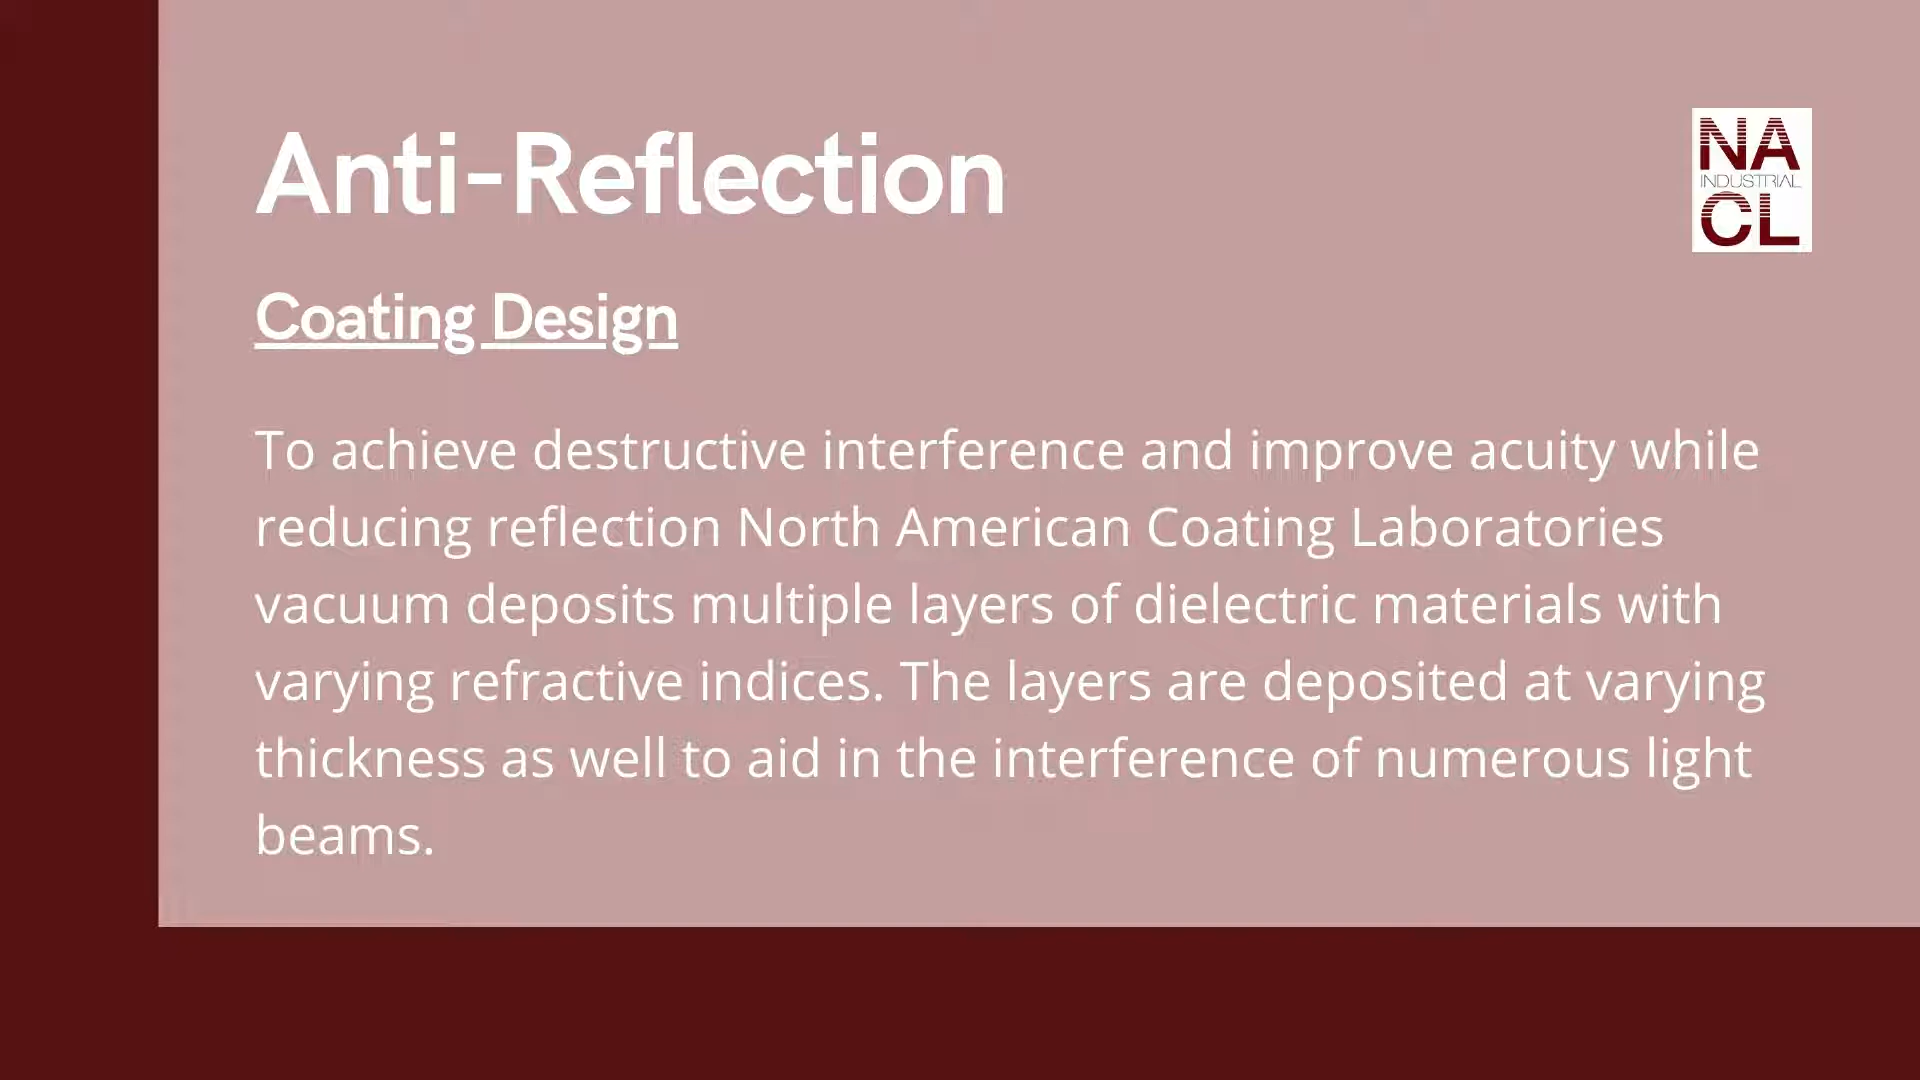 Anti-Reflection
NA
INDUSTRIAL
CL
Coating Design
To achieve destructive interference and improve acuity while
reducing reflection North American Coating Laboratories
vacuum deposits multiple layers of dielectric materials with
varying refractive indices. The layers are deposited at varying
thickness as well to aid in the interference of numerous light
beams.